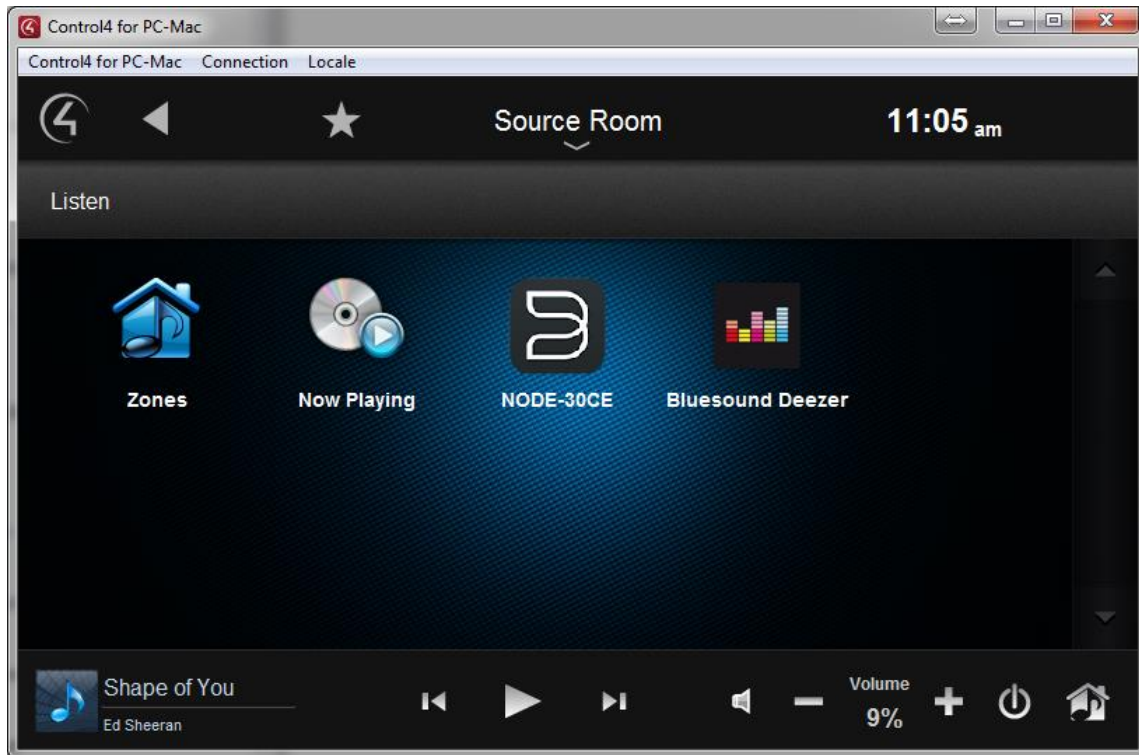 Control4 for PC-Mac
Control4 for PC-Mac Connection Locale
Source Room 11:05 am
Listen
Zones Now Playing NODE-30CE Bluesound Deezer
Shape of You
Ed Sheeran
Volume
9%